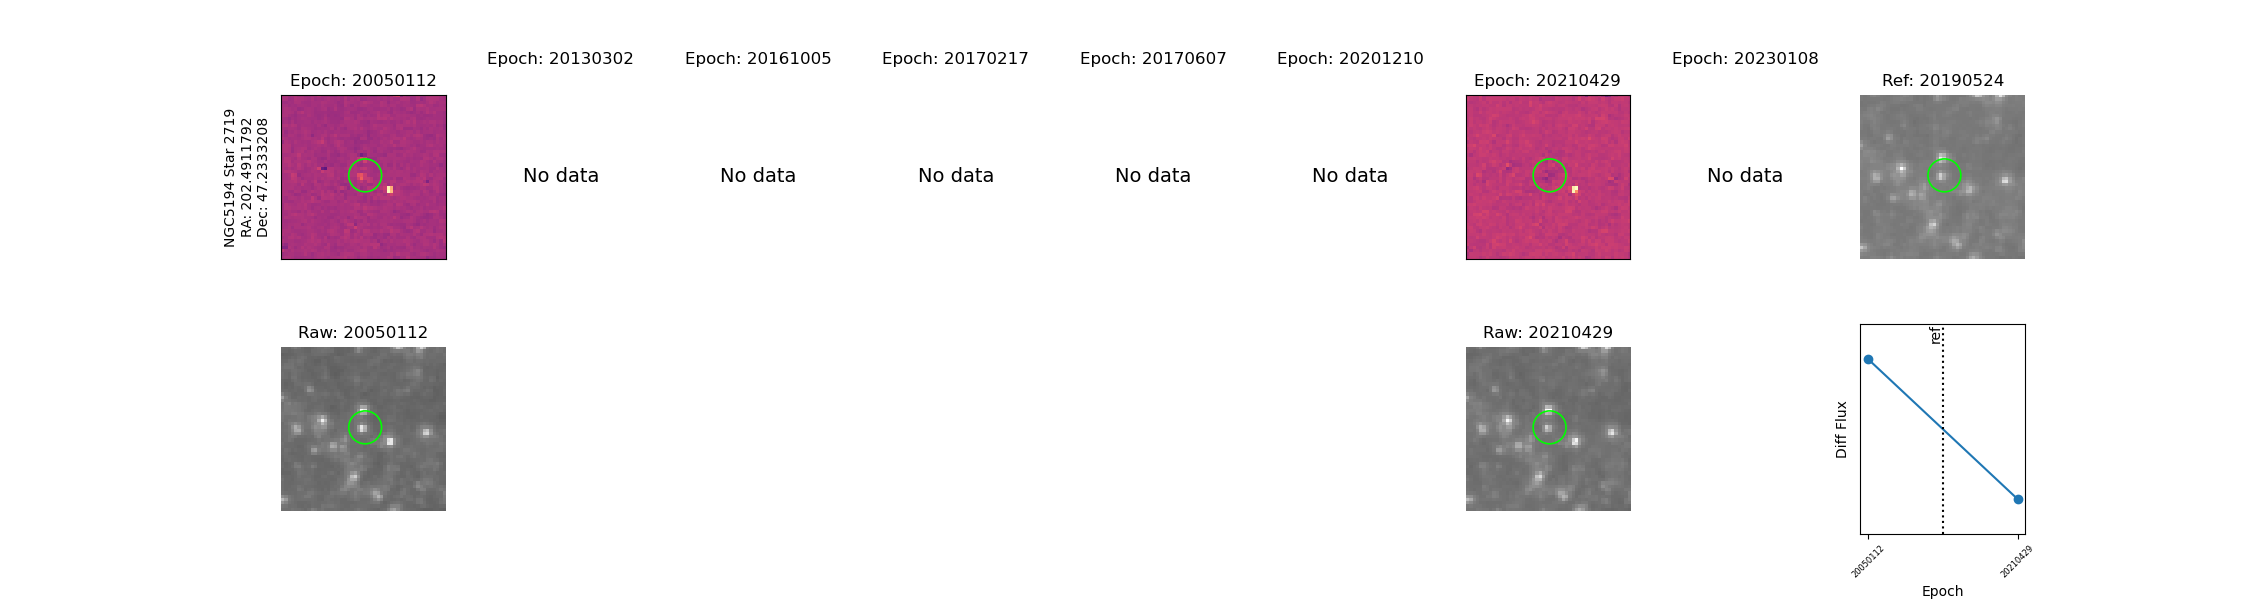 Epoch: 20050112
Epoch: 20130302
Epoch: 20161005
Epoch: 20170217
Epoch: 20170607
Epoch: 20201210
Epoch: 20210429
Epoch: 20230108
Ref: 20190524
NGC5194 Star 2719
RA: 202.4911792
Dec: 47.2333208
No data
No data
No data
No data
No data
No data
Raw: 20050112
Raw: 20210429
ref
Diff Flux
20050112
20210429
Epoch